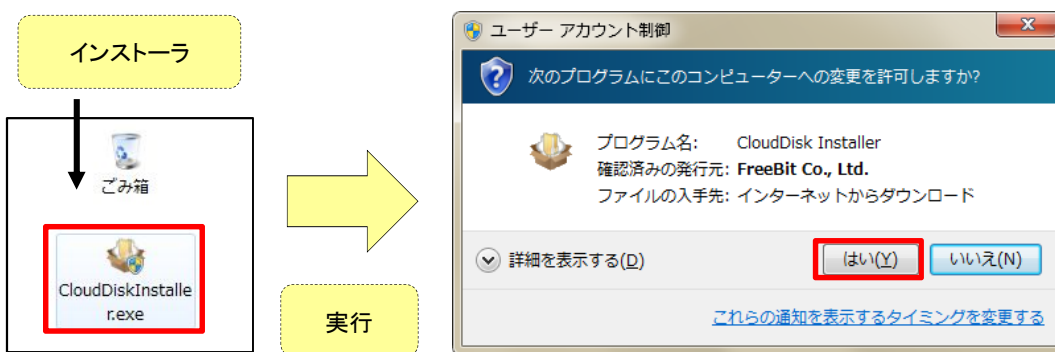 インストーラ
ごみ箱
CloudDiskInstalle
r.exe
実行
ユーザー アカウント制御
次のプログラムにこのコンピューターへの変更を許可しますか?
プログラム名: CloudDisk Installer
確認済みの発行元: FreeBit Co., Ltd.
ファイルの入手先: インターネットからダウンロード
詳細を表示する(D)
はい(Y)
いいえ(N)
これらの通知を表示するタイミングを変更する